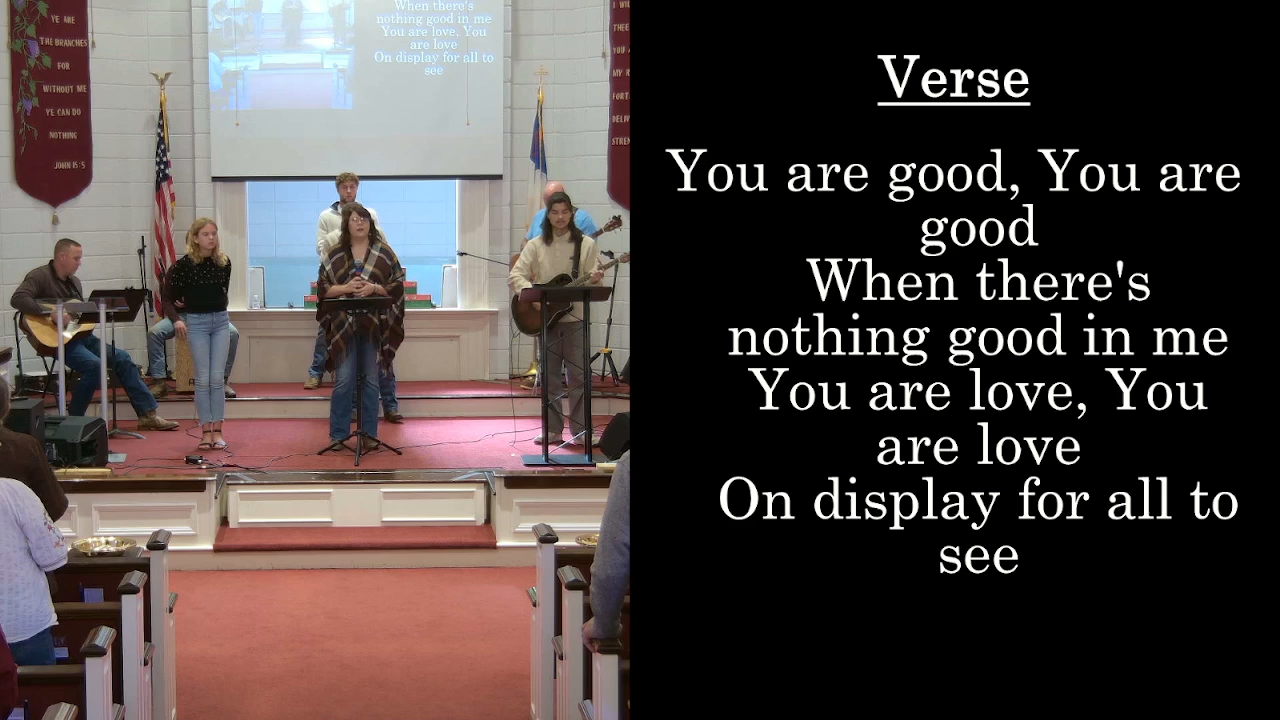 YE ARE
THE BRANCHES
FOR
WITHOUT ME
YE CAN DO
NOTHING
JOHN 15:5
When there's
nothing good in me
You are love, You
are love
On display for all to
see
Verse
You are good, You are
good
When there's
nothing good in me
You are love, You
are love
On display for all to
see